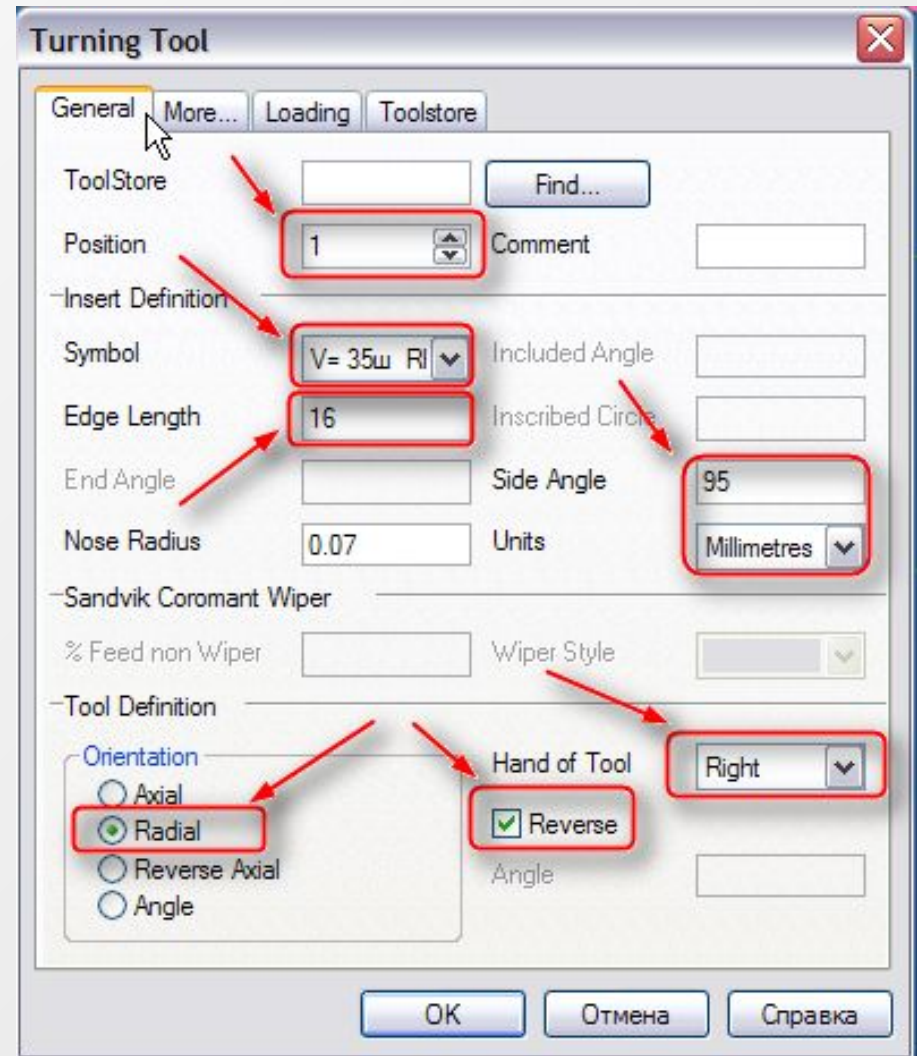 Turning Tool
General More... Loading Toolstore
ToolStore Find...
Position 1 Comment
Insert Definition
Symbol V= 35ш Rl Included Angle
Edge Length 16 Inscribed Circle
End Angle Side Angle 95
Nose Radius 0.07 Units Millimetres
Sandvik Coromant Wiper
% Feed non Wiper Wiper Style
Tool Definition
Orientation Hand of Tool Right
Axial
Radial Reverse
Reverse Axial Angle
Angle
OK Отмена Справка